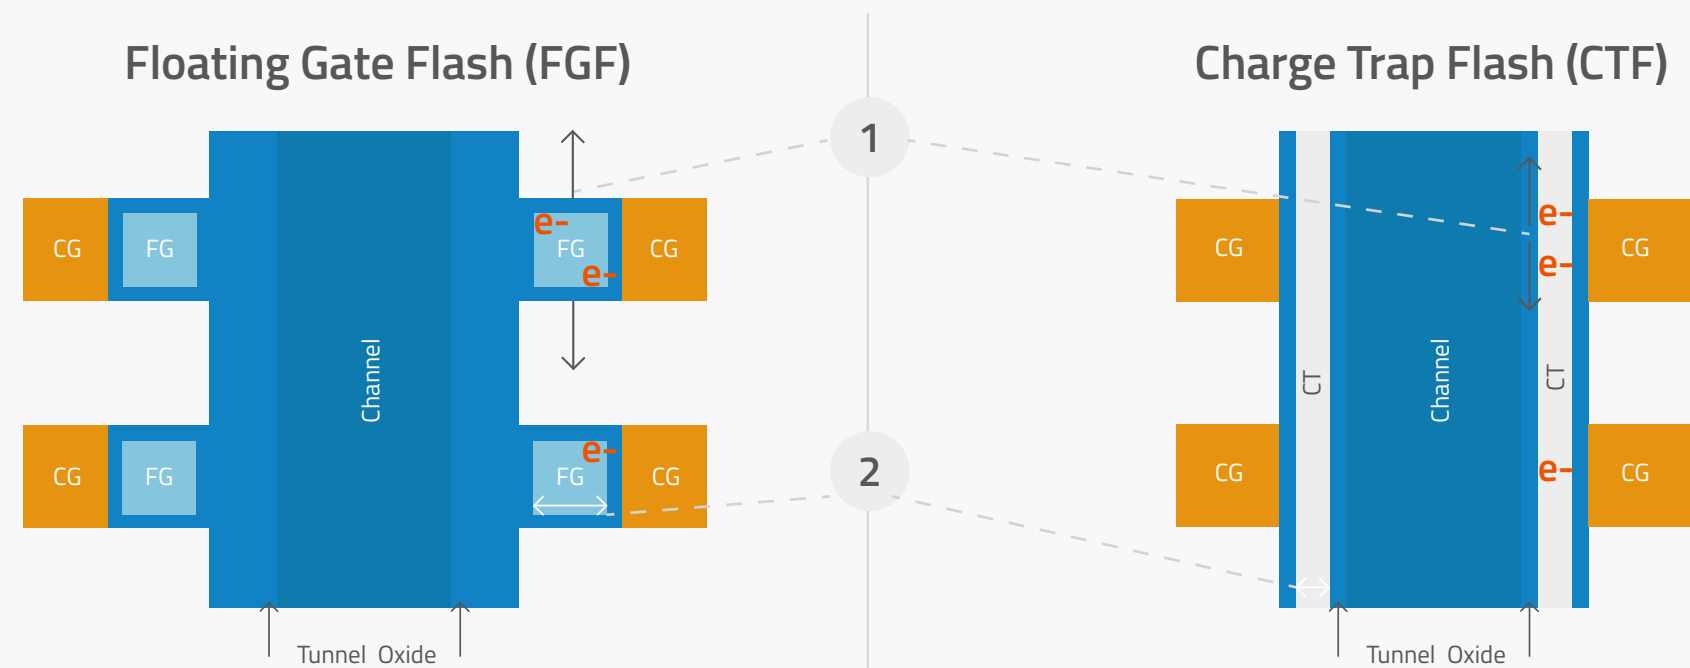 Floating Gate Flash (FGF)
Charge Trap Flash (CTF)
1
CG
FG
e-
FG
e-
CG
CG
e-
e-
CG
Channel
CT
Channel
CT
CG
FG
e-
FG
CG
2
CG
e-
CG
Tunnel Oxide
Tunnel Oxide